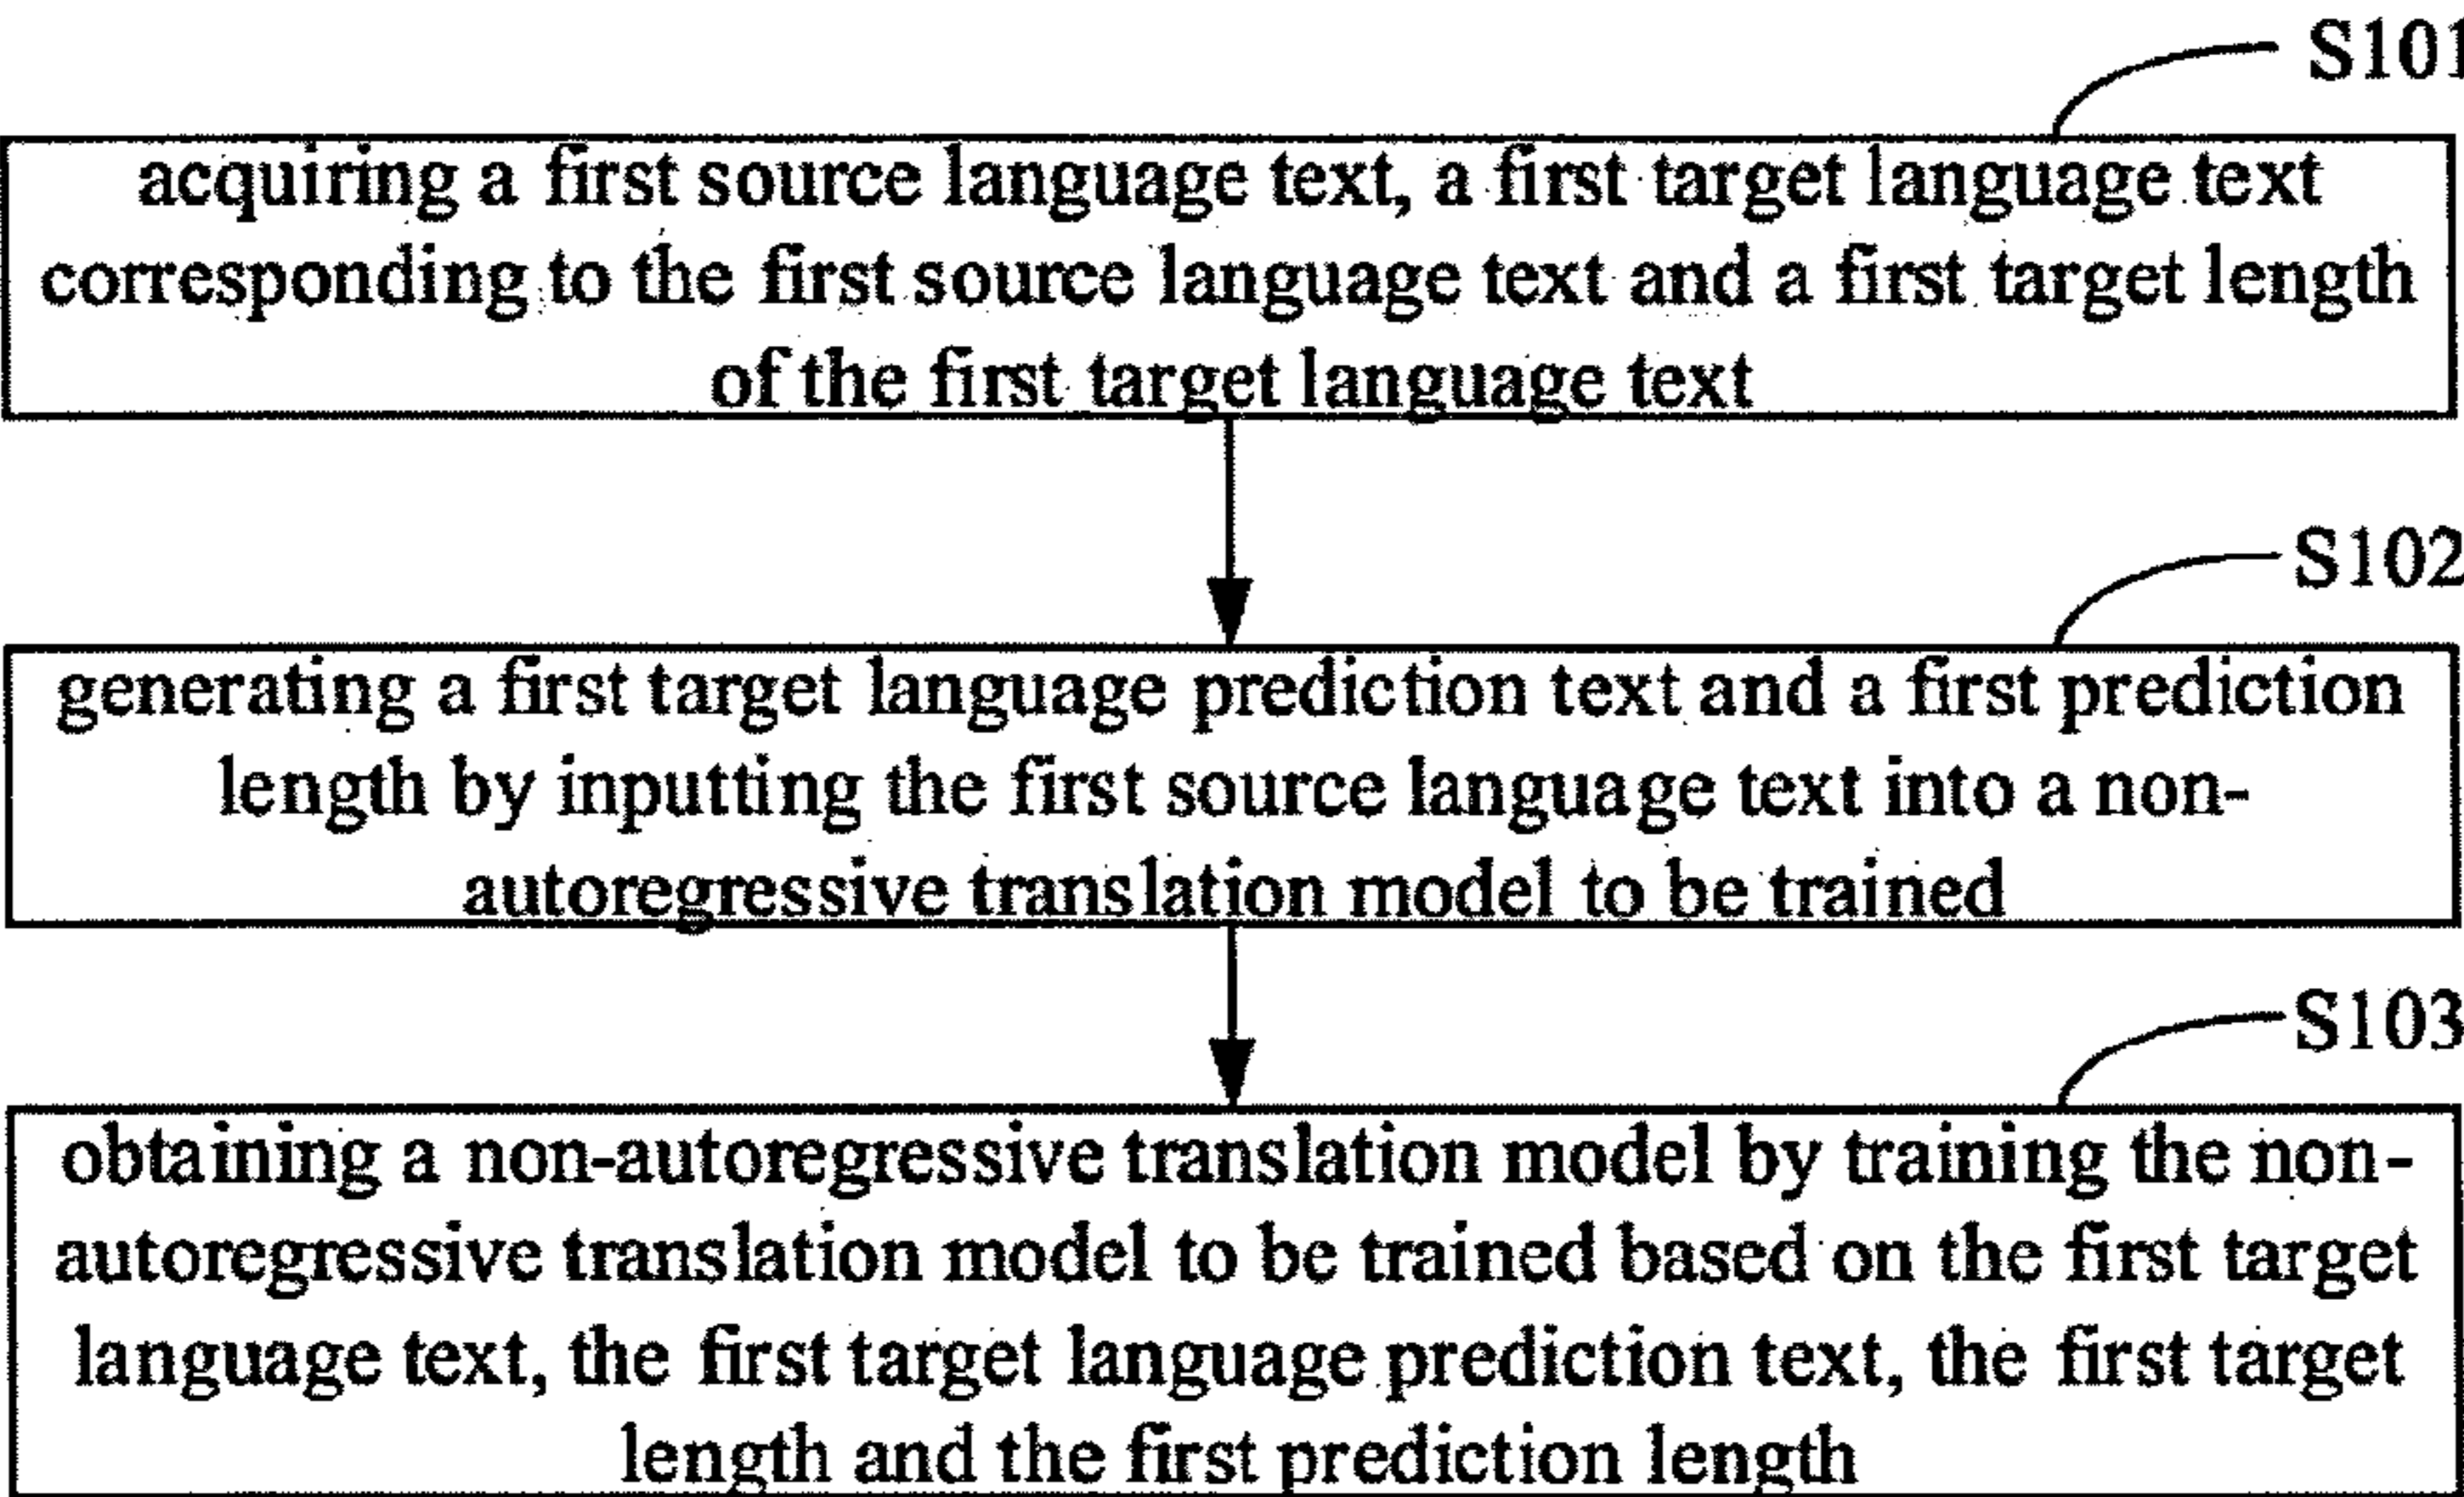 S101
acquiring a first source language text, a first target language text
corresponding to the first source language text and a first target length
of the first target language text
S102
generating a first target language prediction text and a first prediction
length by inputting the first source language text into a non-
autoregressive translation model to be trained
S103
obtaining a non-autoregressive translation model by training the non-
autoregressive translation model to be trained based on the first target
language text, the first target language prediction text, the first target
length and the first prediction length